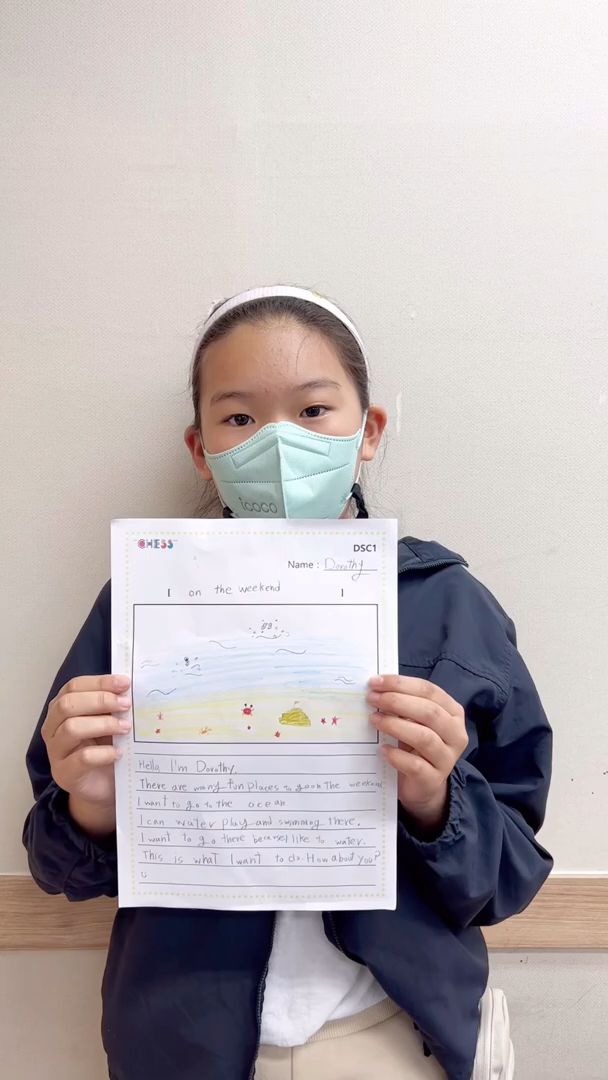 icoco
CHESS
DSC1
Name : Dorothy
[ on the weekend ]
Hello I'm Dorothy.
There are many fun places to go on the weekend
I want to go to the ocean
I can water play and swimming there.
I want to go there because I like to water.
This is what I want to do. How about you?